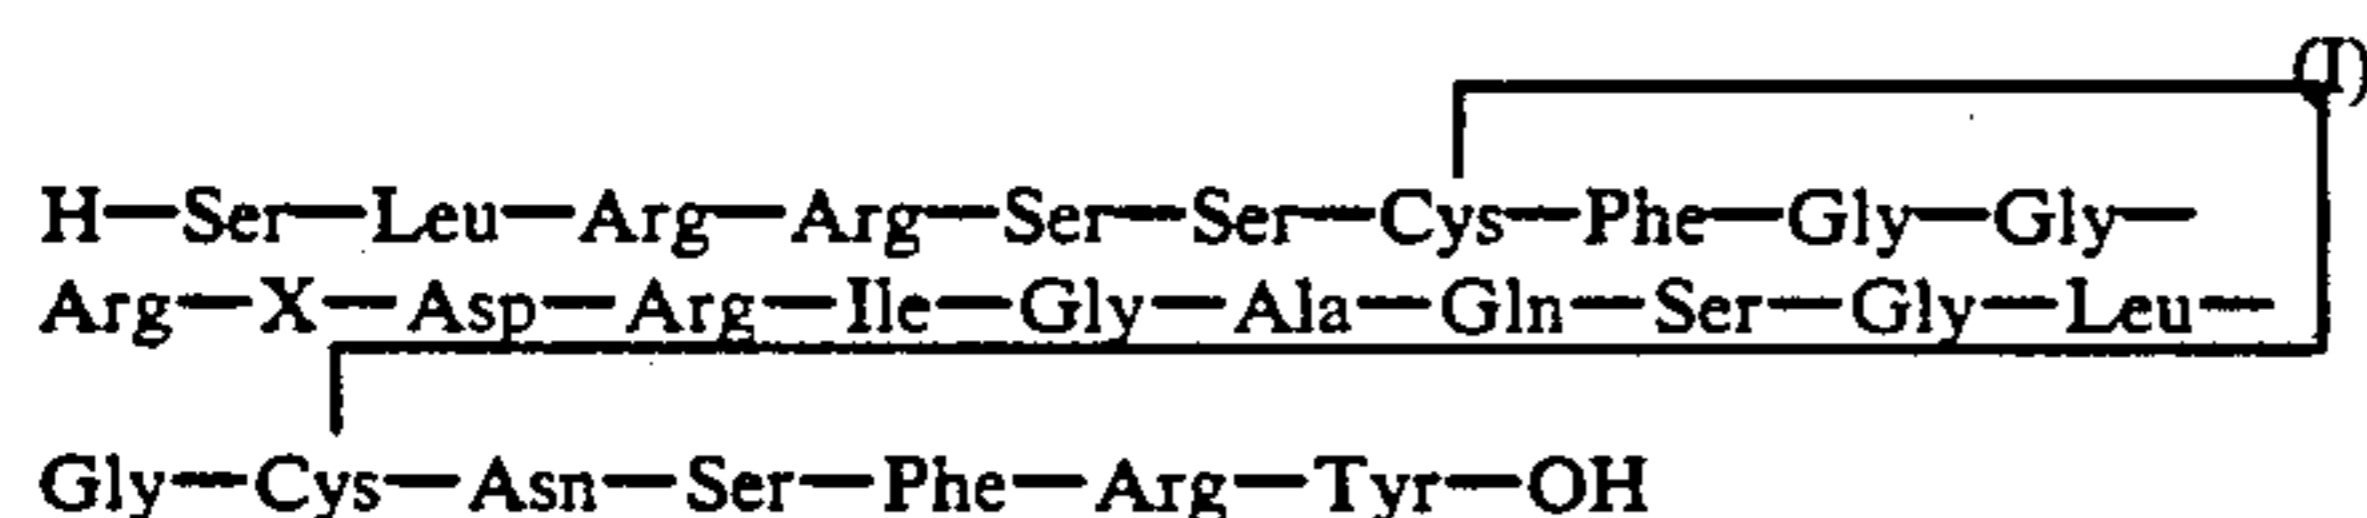 (I)
H—Ser—Leu—Arg—Arg—Ser—Ser—Cys—Phe—Gly—Gly—
Arg—X—Asp—Arg—Ile—Gly—Ala—Gln—Ser—Gly—Leu—
Gly—Cys—Asn—Ser—Phe—Arg—Tyr—OH